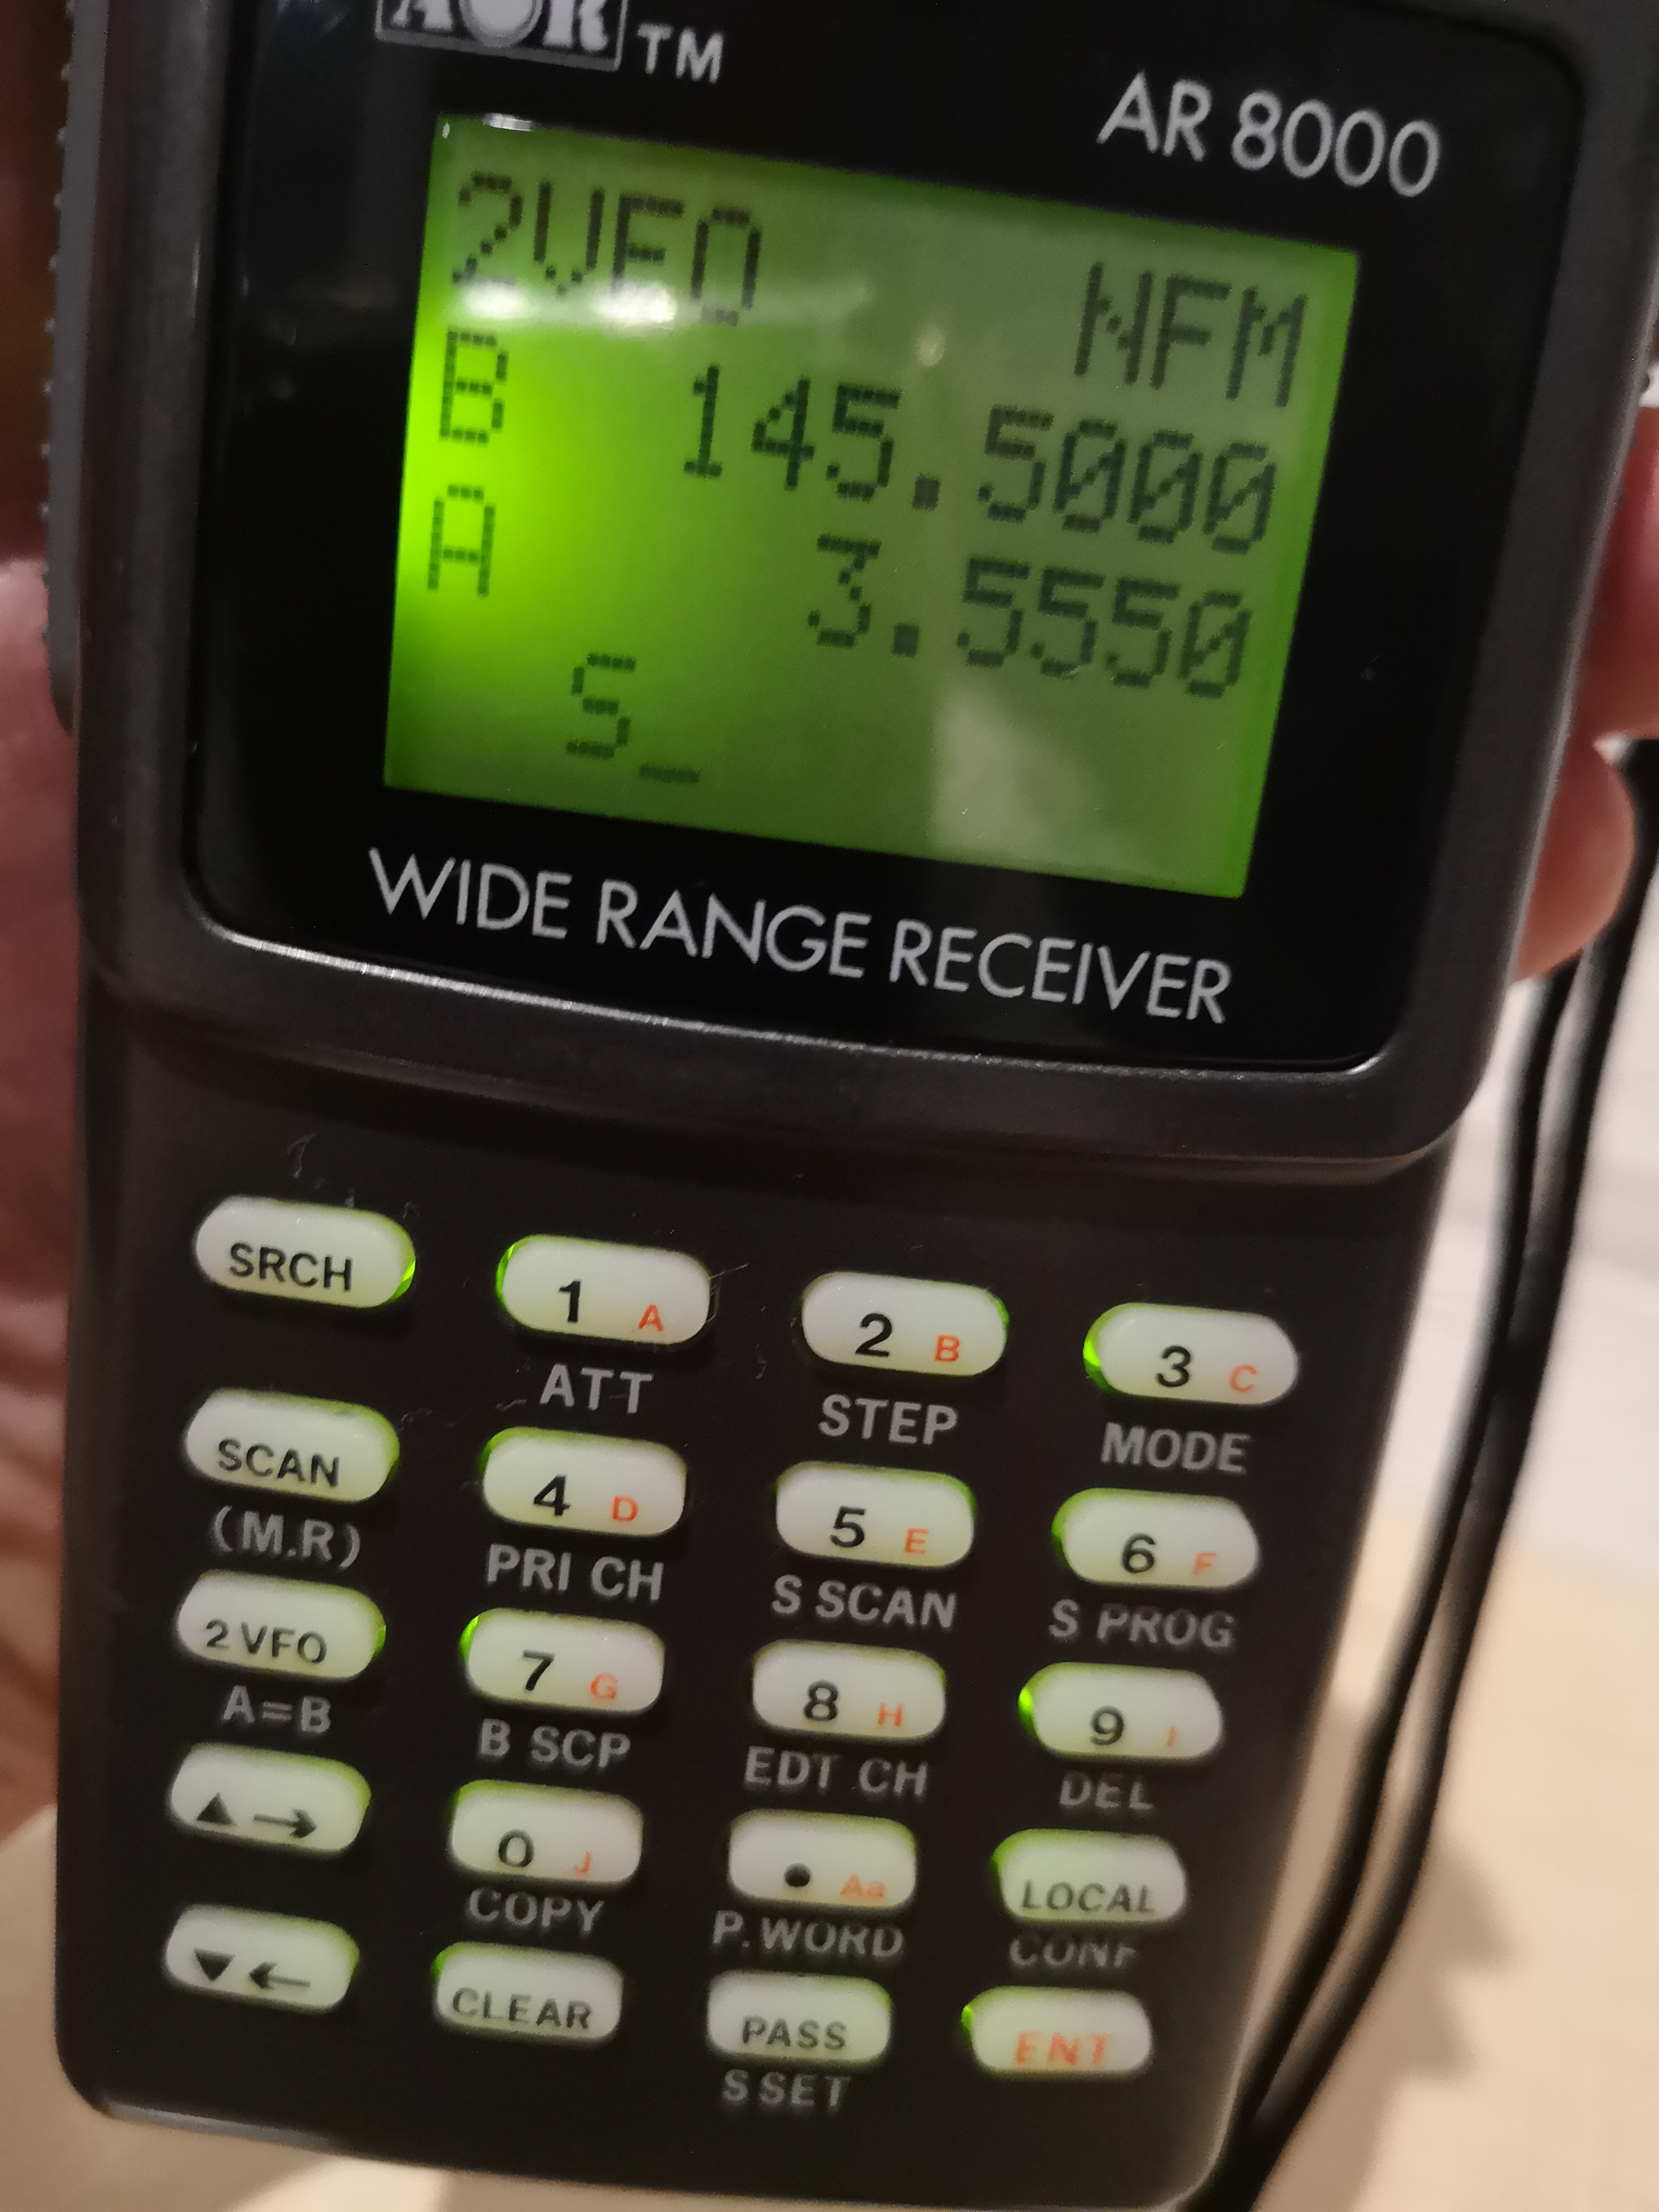 AOR TM
AR 8000
2VFO NFM
B 145.5000
A 3.5550
S_
WIDE RANGE RECEIVER
SRCH 1 A 2 B 3 C
ATT STEP MODE
SCAN 4 D 5 E 6 F
(M.R) PRI CH S SCAN S PROG
2VFO 7 G 8 H 9 I
A=B B SCP EDT CH DEL
▲→ 0 J • Aa LOCAL
COPY P.WORD CONF
▼← CLEAR PASS ENT
S SET